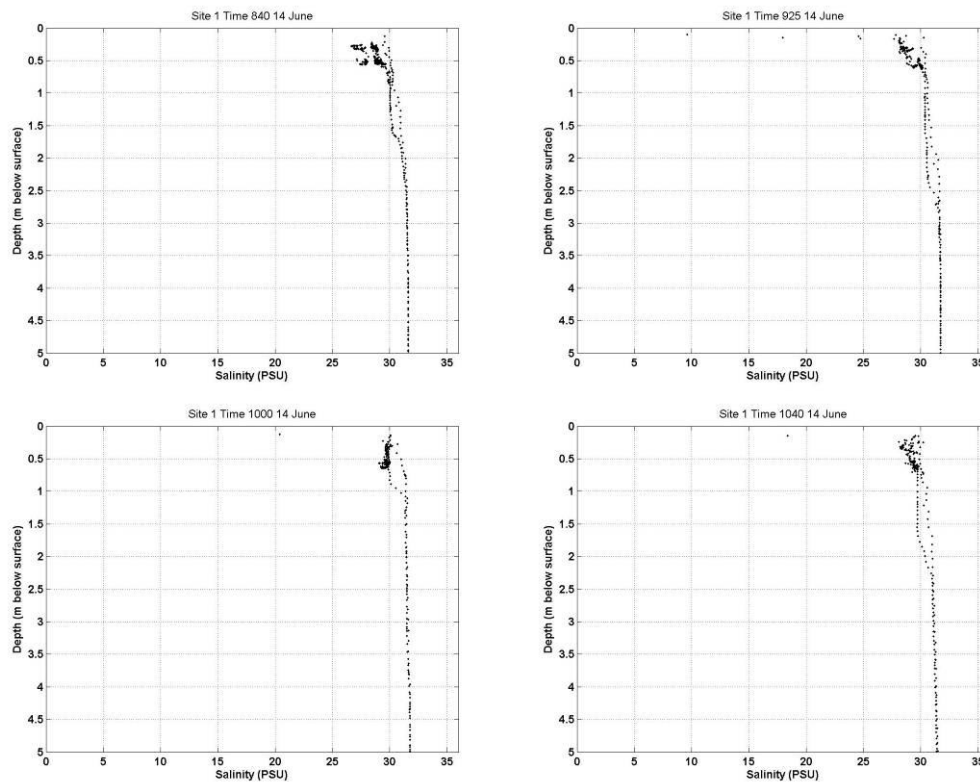 Site 1 Time 840 14 June
0
0.5
1
1.5
2
2.5
3
3.5
4
4.5
5
Depth (m below surface)
0 5 10 15 20 25 30 35
Salinity (PSU)
Site 1 Time 925 14 June
0
0.5
1
1.5
2
2.5
3
3.5
4
4.5
5
Depth (m below surface)
0 5 10 15 20 25 30 35
Salinity (PSU)
Site 1 Time 1000 14 June
0
0.5
1
1.5
2
2.5
3
3.5
4
4.5
5
Depth (m below surface)
0 5 10 15 20 25 30 35
Salinity (PSU)
Site 1 Time 1040 14 June
0
0.5
1
1.5
2
2.5
3
3.5
4
4.5
5
Depth (m below surface)
0 5 10 15 20 25 30 35
Salinity (PSU)